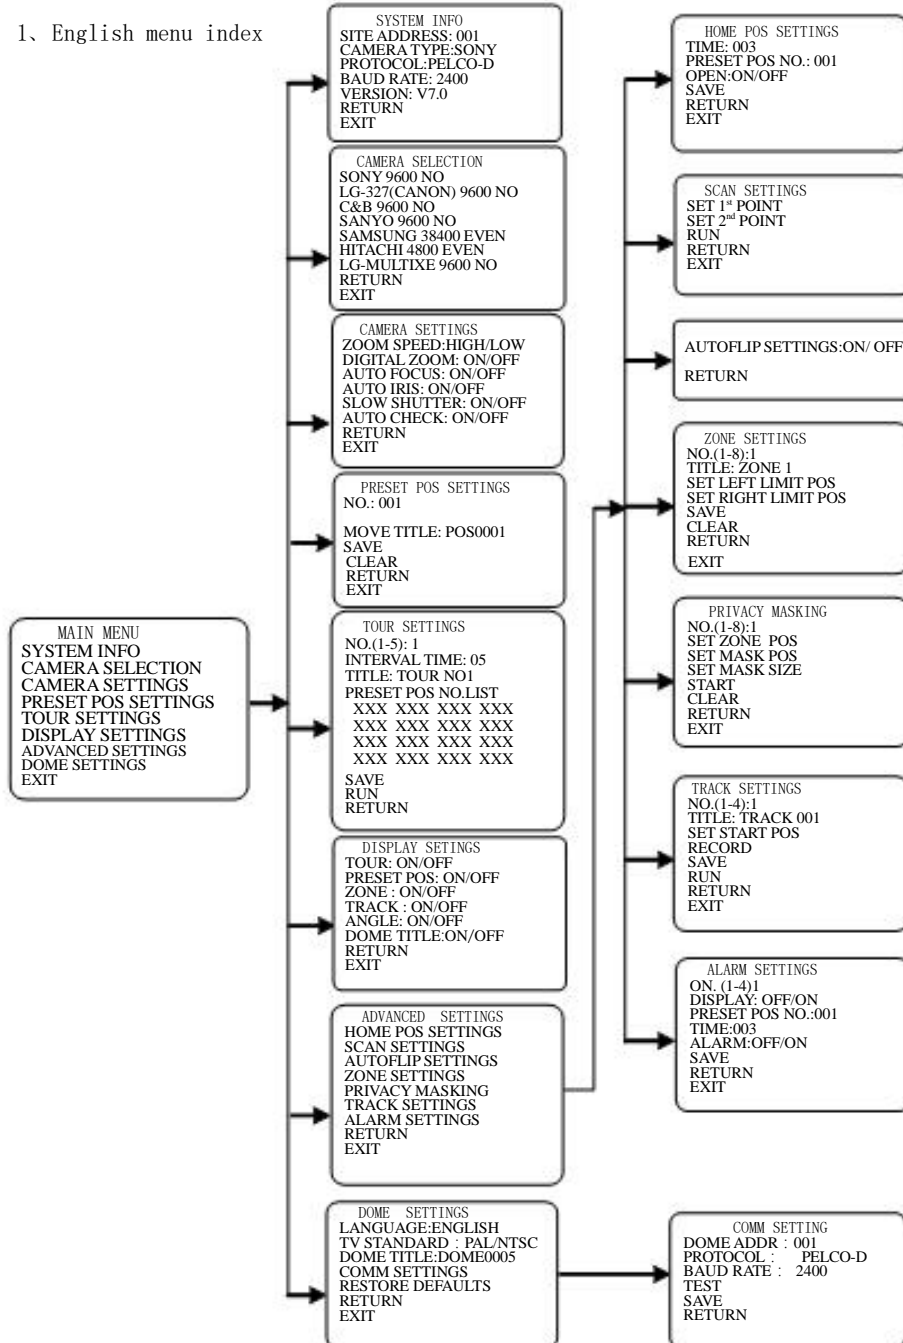 1、English menu index
SYSTEM INFO
SITE ADDRESS: 001
CAMERA TYPE:SONY
PROTOCOL:PELCO-D
BAUD RATE: 2400
VERSION: V7.0
RETURN
EXIT
CAMERA SELECTION
SONY 9600 NO
LG-327(CANON) 9600 NO
C&B 9600 NO
SANYO 9600 NO
SAMSUNG 38400 EVEN
HITACHI 4800 EVEN
LG-MULTIXE 9600 NO
RETURN
EXIT
CAMERA SETTINGS
ZOOM SPEED:HIGH/LOW
DIGITAL ZOOM: ON/OFF
AUTO FOCUS: ON/OFF
AUTO IRIS: ON/OFF
SLOW SHUTTER: ON/OFF
AUTO CHECK: ON/OFF
RETURN
EXIT
PRESET POS SETTINGS
NO.: 001
MOVE TITLE: POS0001
SAVE
CLEAR
RETURN
EXIT
MAIN MENU
SYSTEM INFO
CAMERA SELECTION
CAMERA SETTINGS
PRESET POS SETTINGS
TOUR SETTINGS
DISPLAY SETTINGS
ADVANCED SETTINGS
DOME SETTINGS
EXIT
TOUR SETTINGS
NO.(1-5): 1
INTERVAL TIME: 05
TITLE: TOUR NO1
PRESET POS NO.LIST
XXX XXX XXX XXX
XXX XXX XXX XXX
XXX XXX XXX XXX
XXX XXX XXX XXX
SAVE
RUN
RETURN
DISPLAY SETINGS
TOUR: ON/OFF
PRESET POS: ON/OFF
ZONE : ON/OFF
TRACK : ON/OFF
ANGLE: ON/OFF
DOME TITLE:ON/OFF
RETURN
EXIT
ADVANCED SETTINGS
HOME POS SETTINGS
SCAN SETTINGS
AUTOFLIP SETTINGS
ZONE SETTINGS
PRIVACY MASKING
TRACK SETTINGS
ALARM SETTINGS
RETURN
EXIT
DOME SETTINGS
LANGUAGE:ENGLISH
TV STANDARD : PAL/NTSC
DOME TITLE:DOME0005
COMM SETTINGS
RESTORE DEFAULTS
RETURN
EXIT
HOME POS SETTINGS
TIME: 003
PRESET POS NO.: 001
OPEN:ON/OFF
SAVE
RETURN
EXIT
SCAN SETTINGS
SET 1st POINT
SET 2nd POINT
RUN
RETURN
EXIT
AUTOFLIP SETTINGS:ON/ OFF
RETURN
ZONE SETTINGS
NO.(1-8):1
TITLE: ZONE 1
SET LEFT LIMIT POS
SET RIGHT LIMIT POS
SAVE
CLEAR
RETURN
EXIT
PRIVACY MASKING
NO.(1-8):1
SET ZONE POS
SET MASK POS
SET MASK SIZE
START
CLEAR
RETURN
EXIT
TRACK SETTINGS
NO.(1-4):1
TITLE: TRACK 001
SET START POS
RECORD
SAVE
RUN
RETURN
EXIT
ALARM SETTINGS
ON. (1-4)1
DISPLAY: OFF/ON
PRESET POS NO.:001
TIME:003
ALARM:OFF/ON
SAVE
RETURN
EXIT
COMM SETTING
DOME ADDR : 001
PROTOCOL : PELCO-D
BAUD RATE : 2400
TEST
SAVE
RETURN